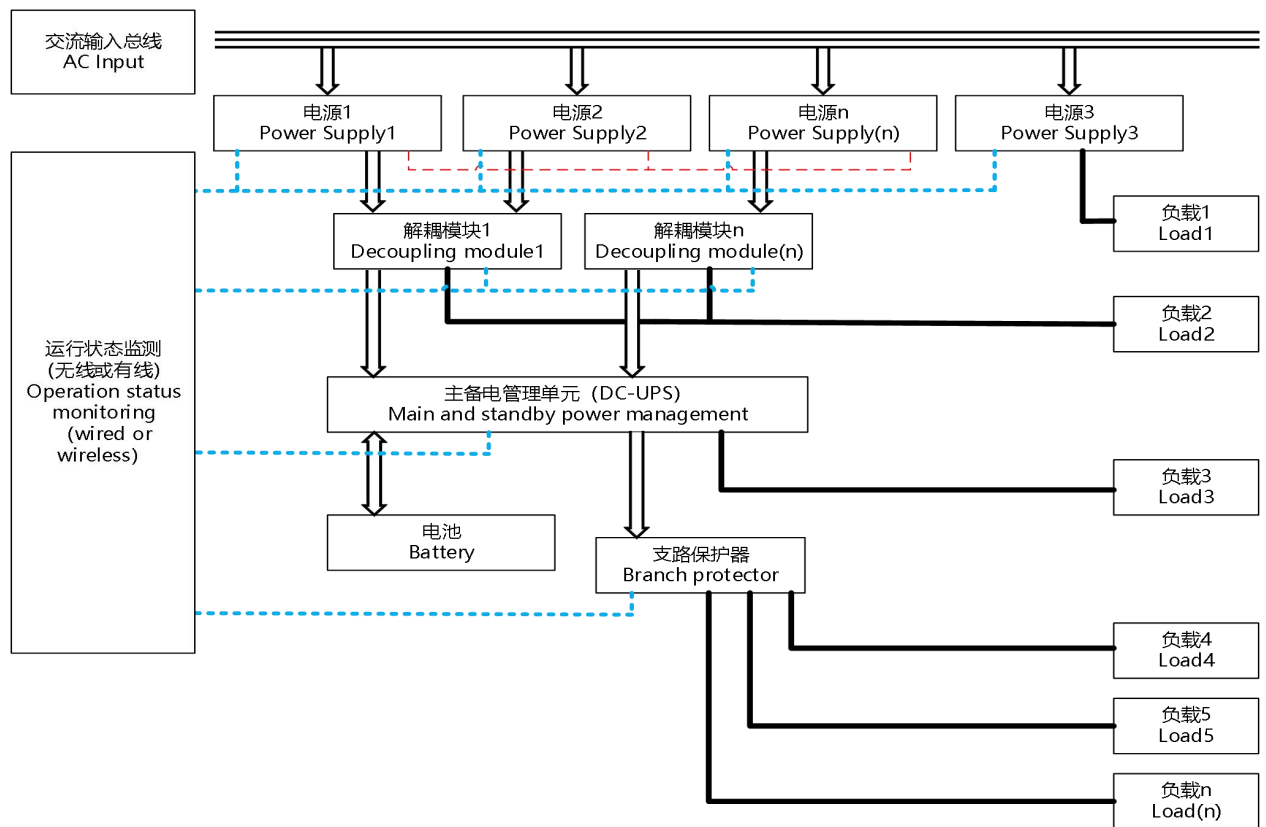 交流输入总线
AC Input
电源1
Power Supply1
电源2
Power Supply2
电源n
Power Supply(n)
电源3
Power Supply3
负载1
Load1
解耦模块1
Decoupling module1
解耦模块n
Decoupling module(n)
负载2
Load2
运行状态监测
(无线或有线)
Operation status
monitoring
(wired or
wireless)
主备电管理单元 (DC-UPS)
Main and standby power management
负载3
Load3
电池
Battery
支路保护器
Branch protector
负载4
Load4
负载5
Load5
负载n
Load(n)